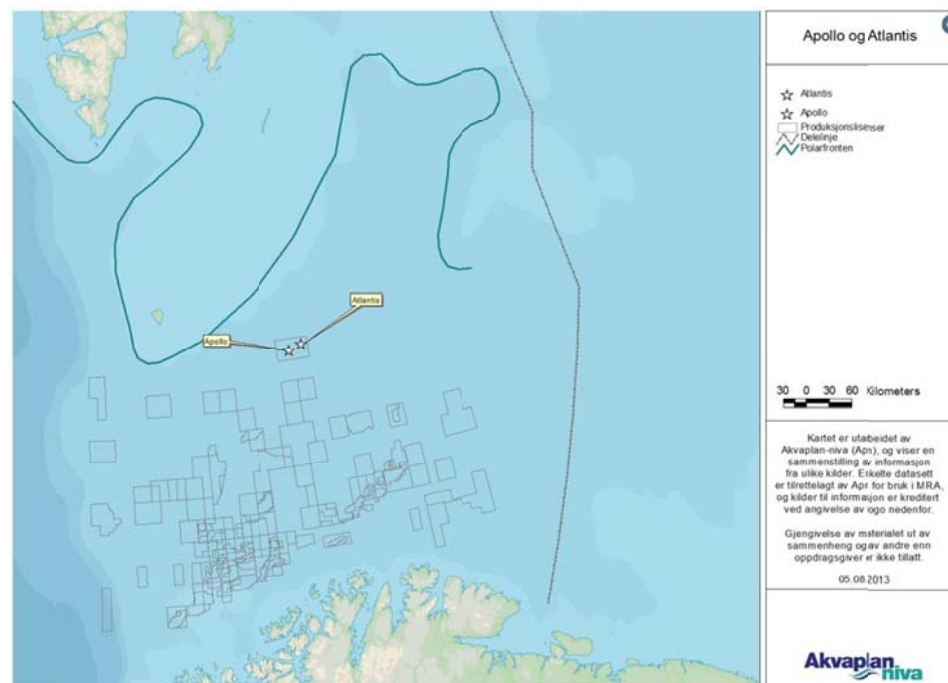 Apollo og Atlantis
Atlantis
Apollo
Produksjonslisenser
Delelinje
Polarfronten
Atlantis
Apollo
30 0 30 60 Kilometers
Kartet er utarbeidet av
Akvaplan-niva (Apn), og viser en
sammenstilling av informasjon
fra ulike kilder. Enkelte datasett
er tilrettelagt av Apn for bruk i MRA,
og kilder til informasjon er kreditert
ved angivelse av logo nedenfor.
Gjengivelse av materialet ut av
sammenheng og av andre enn
oppdragsgiver er ikke tillatt.
05.08.2013
Akvaplan
niva